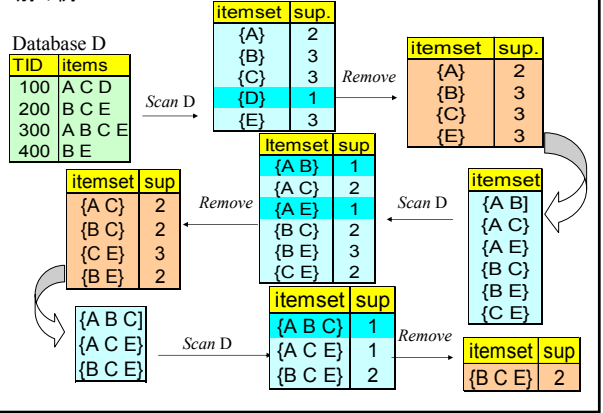 Database D
TID items
100 A C D
200 B C E
300 A B C E
400 B E
Scan D
itemset sup.
{A} 2
{B} 3
{C} 3
{D} 1
{E} 3
Remove
itemset sup.
{A} 2
{B} 3
{C} 3
{E} 3
itemset
{A B]
{A C}
{A E}
{B C}
{B E}
{C E}
Scan D
Itemset sup
{A B} 1
{A C} 2
{A E} 1
{B C} 2
{B E} 3
{C E} 2
Remove
itemset sup
{A C} 2
{B C} 2
{C E} 3
{B E} 2
{A B C]
{A C E}
{B C E}
Scan D
itemset sup
{A B C} 1
{A C E} 1
{B C E} 2
Remove
itemset sup
{B C E} 2